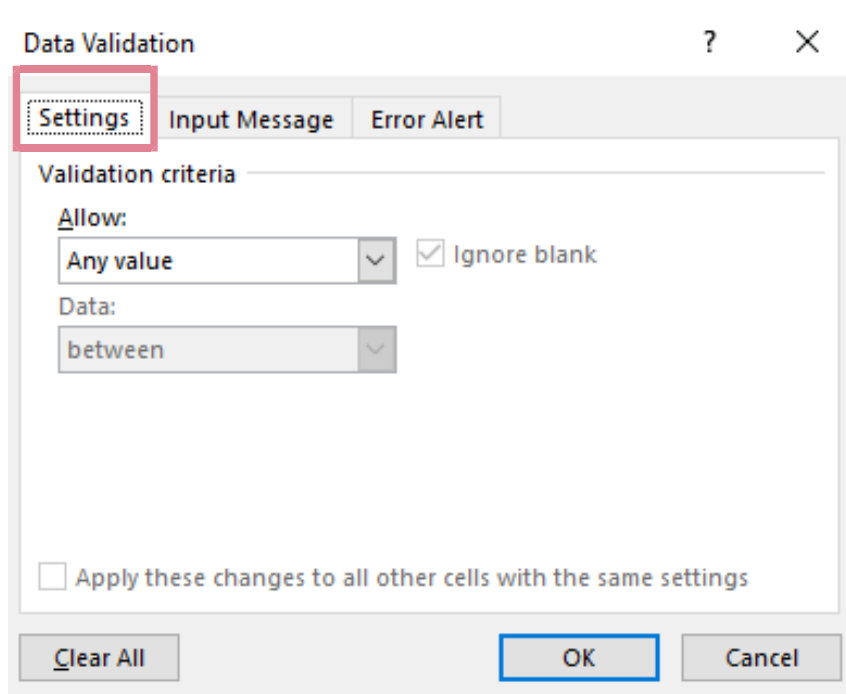 Data Validation ?
Settings Input Message Error Alert
Validation criteria
Allow:
Any value Ignore blank
Data:
between
Apply these changes to all other cells with the same settings
Clear All OK Cancel